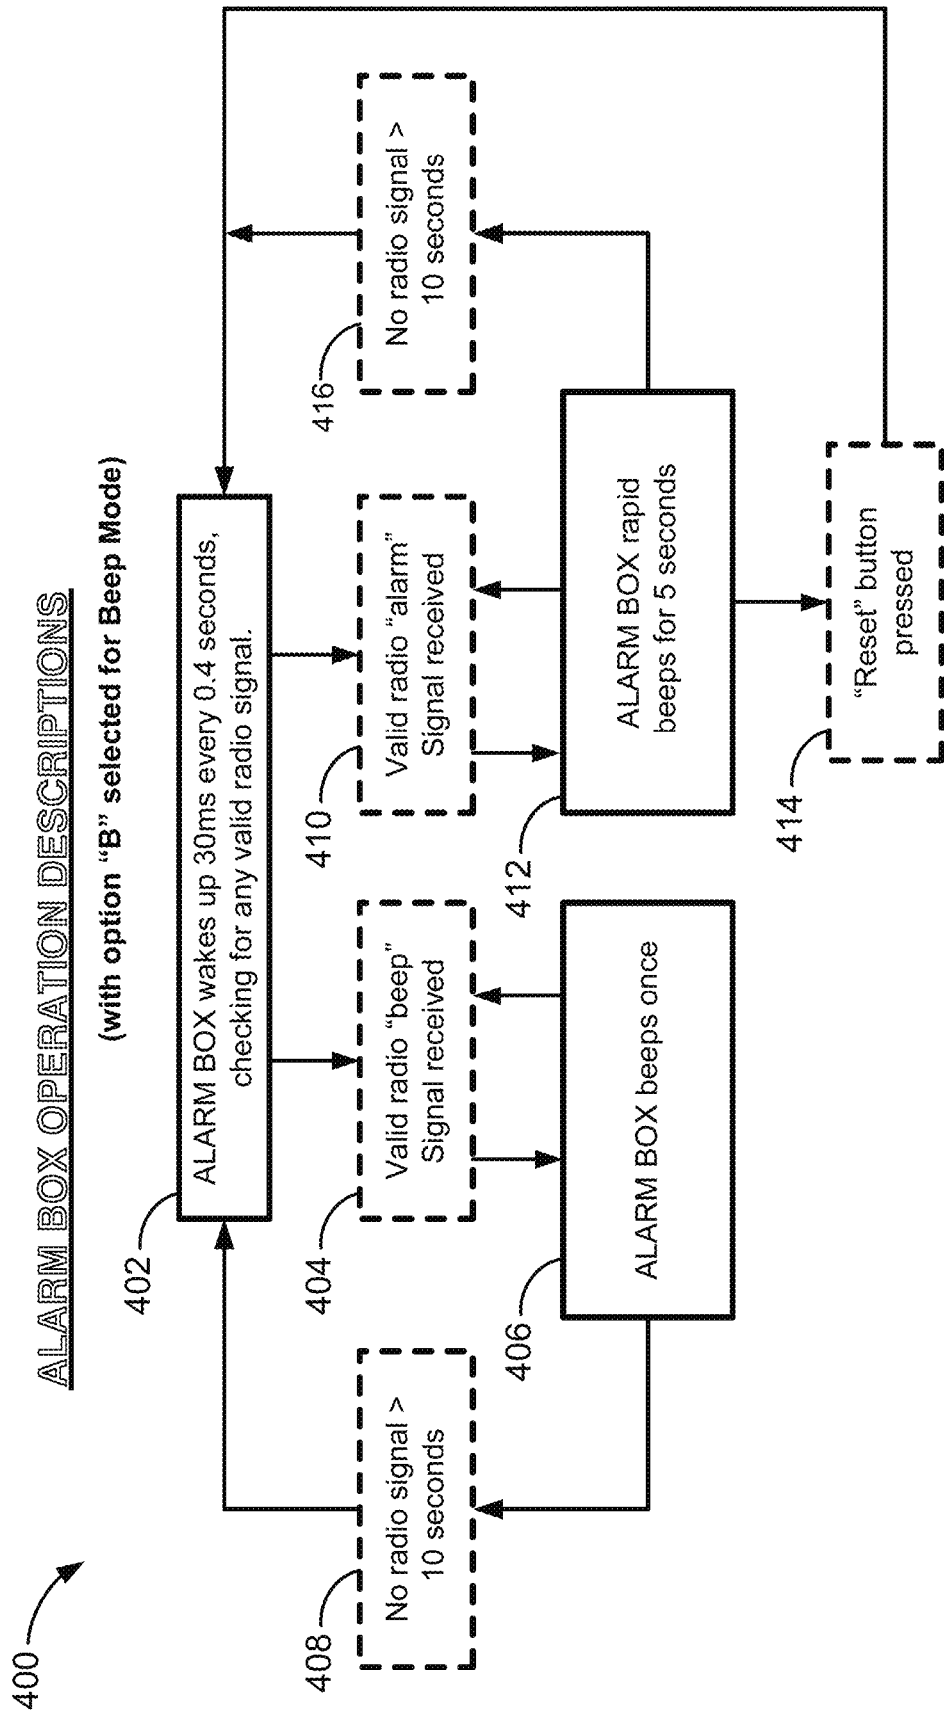 400
ALARM BOX OPERATION DESCRIPTIONS
(with option “B” selected for Beep Mode)
402
ALARM BOX wakes up 30ms every 0.4 seconds,
checking for any valid radio signal.
408
No radio signal >
10 seconds
404
Valid radio “beep”
Signal received
410
Valid radio “alarm”
Signal received
416
No radio signal >
10 seconds
406
ALARM BOX beeps once
412
ALARM BOX rapid
beeps for 5 seconds
414
“Reset” button
pressed